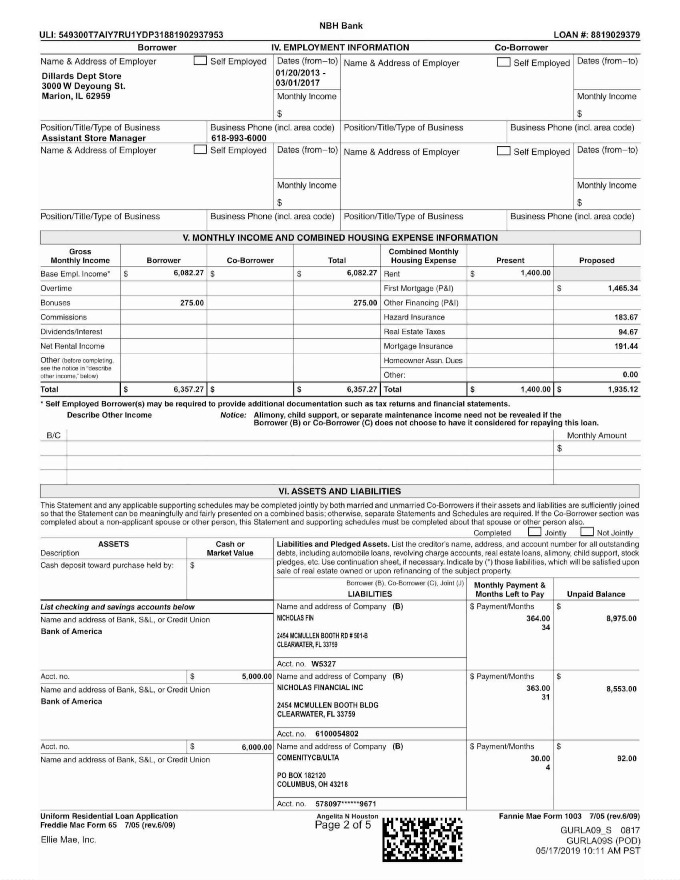 NBH Bank
ULI: 549300T7AIY7RU1YDP31881902937953 LOAN #: 8819029379
Borrower IV. EMPLOYMENT INFORMATION Co-Borrower
Name & Address of Employer Self Employed Dates (from–to) Name & Address of Employer Self Employed Dates (from–to)
Dillards Dept Store
3000 W Deyoung St.
Marion, IL 62959
01/20/2013 -
03/01/2017
Monthly Income Monthly Income
$ $
Position/Title/Type of Business Business Phone (incl. area code) Position/Title/Type of Business Business Phone (incl. area code)
Assistant Store Manager 618-993-6000
Name & Address of Employer Self Employed Dates (from–to) Name & Address of Employer Self Employed Dates (from–to)
Monthly Income Monthly Income
$ $
Position/Title/Type of Business Business Phone (incl. area code) Position/Title/Type of Business Business Phone (incl. area code)
V. MONTHLY INCOME AND COMBINED HOUSING EXPENSE INFORMATION
Gross
Monthly Income Borrower Co-Borrower Total Combined Monthly
Housing Expense Present Proposed
Base Empl. Income* $ 6,082.27 $ $ 6,082.27 Rent $ 1,400.00
Overtime First Mortgage (P&I) $ 1,465.34
Bonuses 275.00 275.00 Other Financing (P&I)
Commissions Hazard Insurance 183.67
Dividends/Interest Real Estate Taxes 94.67
Net Rental Income Mortgage Insurance 191.44
Other (before completing,
see the notice in "describe
other income," below)
Homeowner Assn. Dues
Other: 0.00
Total $ 6,357.27 $ $ 6,357.27 Total $ 1,400.00 $ 1,935.12
* Self Employed Borrower(s) may be required to provide additional documentation such as tax returns and financial statements.
Describe Other Income Notice: Alimony, child support, or separate maintenance income need not be revealed if the
Borrower (B) or Co-Borrower (C) does not choose to have it considered for repaying this loan.
B/C Monthly Amount
$
VI. ASSETS AND LIABILITIES
This Statement and any applicable supporting schedules may be completed jointly by both married and unmarried Co-Borrowers if their assets and liabilities are sufficiently joined
so that the Statement can be meaningfully and fairly presented on a combined basis; otherwise, separate Statements and Schedules are required. If the Co-Borrower section was
completed about a non-applicant spouse or other person, this Statement and supporting schedules must be completed about that spouse or other person also.
Completed Jointly Not Jointly
ASSETS
Description
Cash or
Market Value
Cash deposit toward purchase held by: $
Liabilities and Pledged Assets. List the creditor's name, address, and account number for all outstanding
debts, including automobile loans, revolving charge accounts, real estate loans, alimony, child support, stock
pledges, etc. Use continuation sheet, if necessary. Indicate by (*) those liabilities, which will be satisfied upon
sale of real estate owned or upon refinancing of the subject property.
Borrower (B), Co-Borrower (C), Joint (J)
LIABILITIES
Monthly Payment &
Months Left to Pay
Unpaid Balance
List checking and savings accounts below
Name and address of Bank, S&L, or Credit Union
Bank of America
Name and address of Company (B) $ Payment/Months $
NICHOLAS FIN 364.00 8,975.00
34
2454 MCMULLEN BOOTH RD # 501-B
CLEARWATER, FL 33759
Acct. no. W5327
Acct. no. $ 5,000.00
Name and address of Bank, S&L, or Credit Union
Bank of America
Name and address of Company (B) $ Payment/Months $
NICHOLAS FINANCIAL INC 363.00 8,553.00
31
2454 MCMULLEN BOOTH BLDG
CLEARWATER, FL 33759
Acct. no. 6100054802
Acct. no. $ 6,000.00
Name and address of Bank, S&L, or Credit Union
Name and address of Company (B) $ Payment/Months $
COMENITYCB/ULTA 30.00 92.00
4
PO BOX 182120
COLUMBUS, OH 43218
Acct. no. 578097******9671
Uniform Residential Loan Application
Freddie Mac Form 65 7/05 (rev.6/09)
Angelita N Houston
Page 2 of 5
Fannie Mae Form 1003 7/05 (rev.6/09)
Ellie Mae, Inc.
GURLA09_S 0817
GURLA09S (POD)
05/17/2019 10:11 AM PST